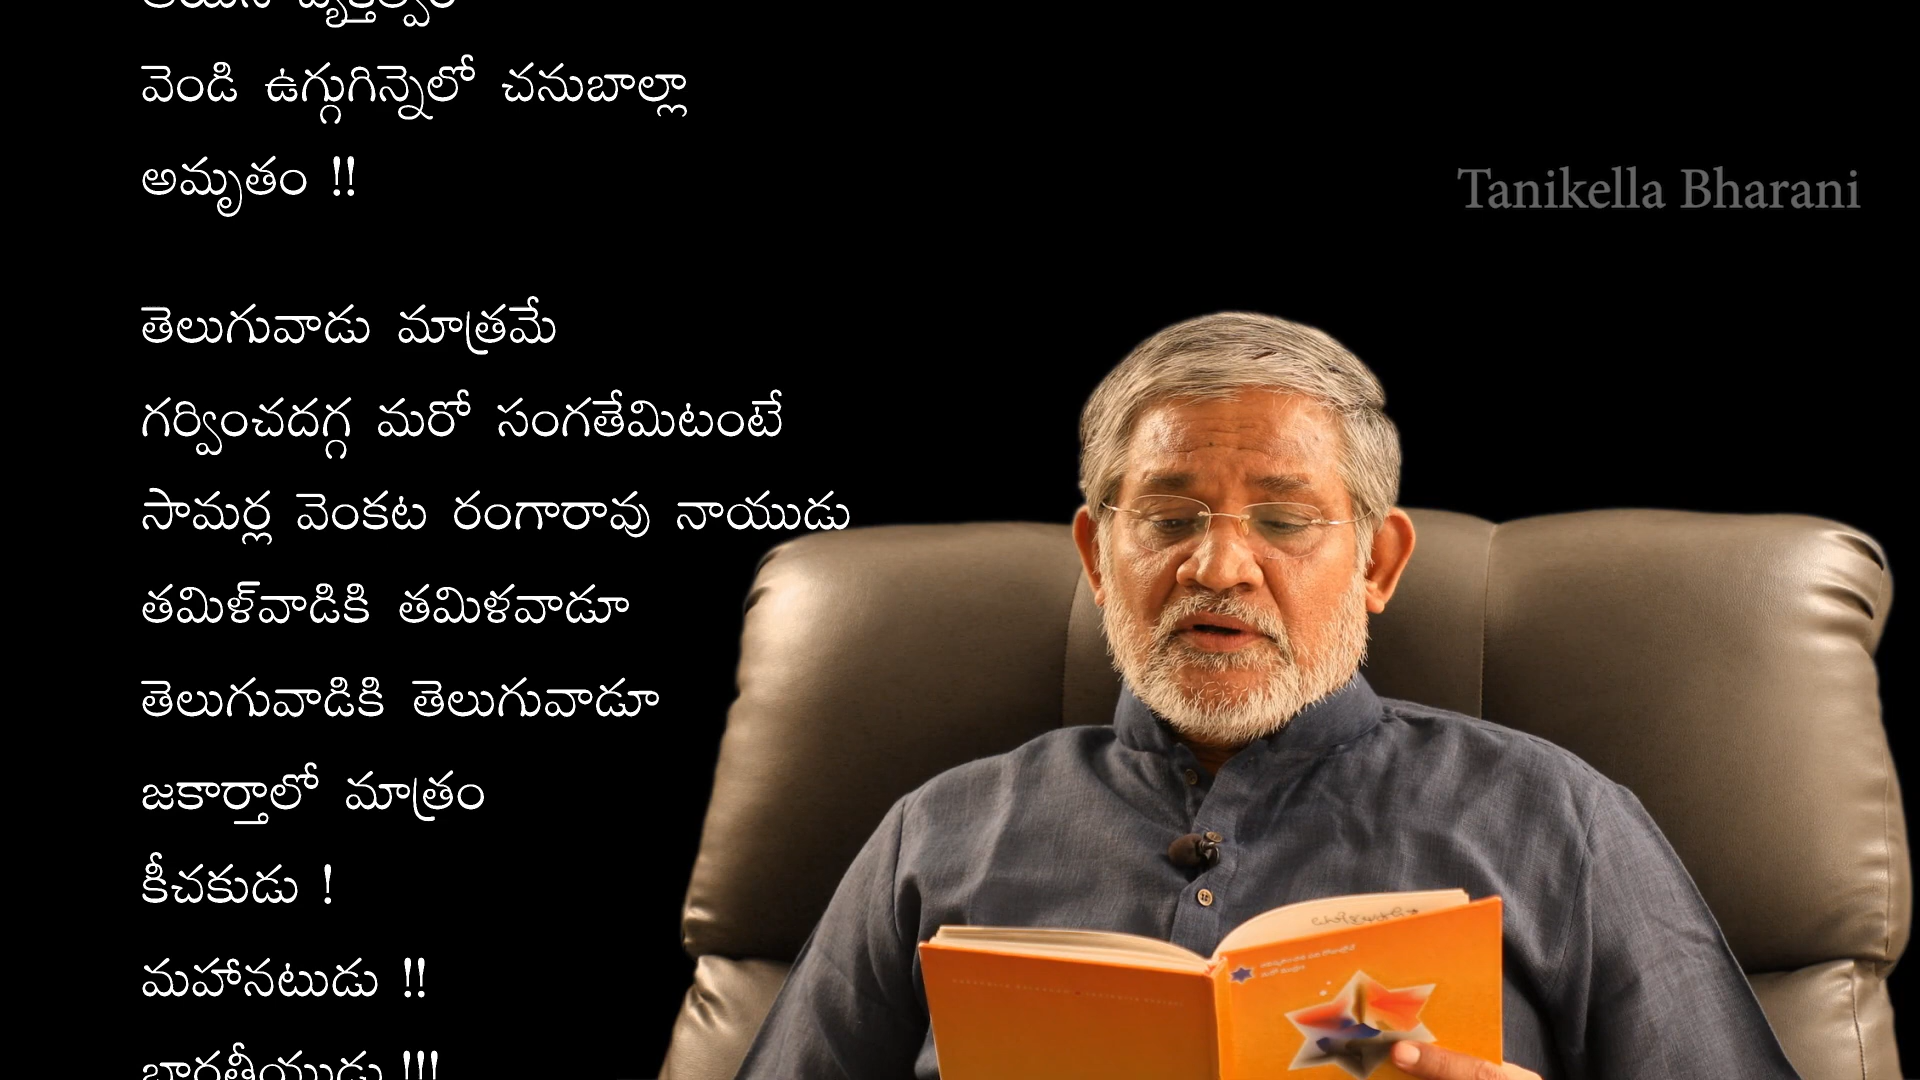 వెండి ఉగ్గుగిన్నెలో చనుబాల్లా
అమృతం !!
Tanikella Bharani
తెలుగువాడు మాత్రమే
గర్వించదగ్గ మరో సంగతేమిటంటే
సామర్ల వెంకట రంగారావు నాయుడు
తమిళ్‌వాడికి తమిళవాడూ
తెలుగువాడికి తెలుగువాడూ
జకార్తాలో మాత్రం
కీచకుడు !
మహానటుడు !!
భారతీయుడు !!!